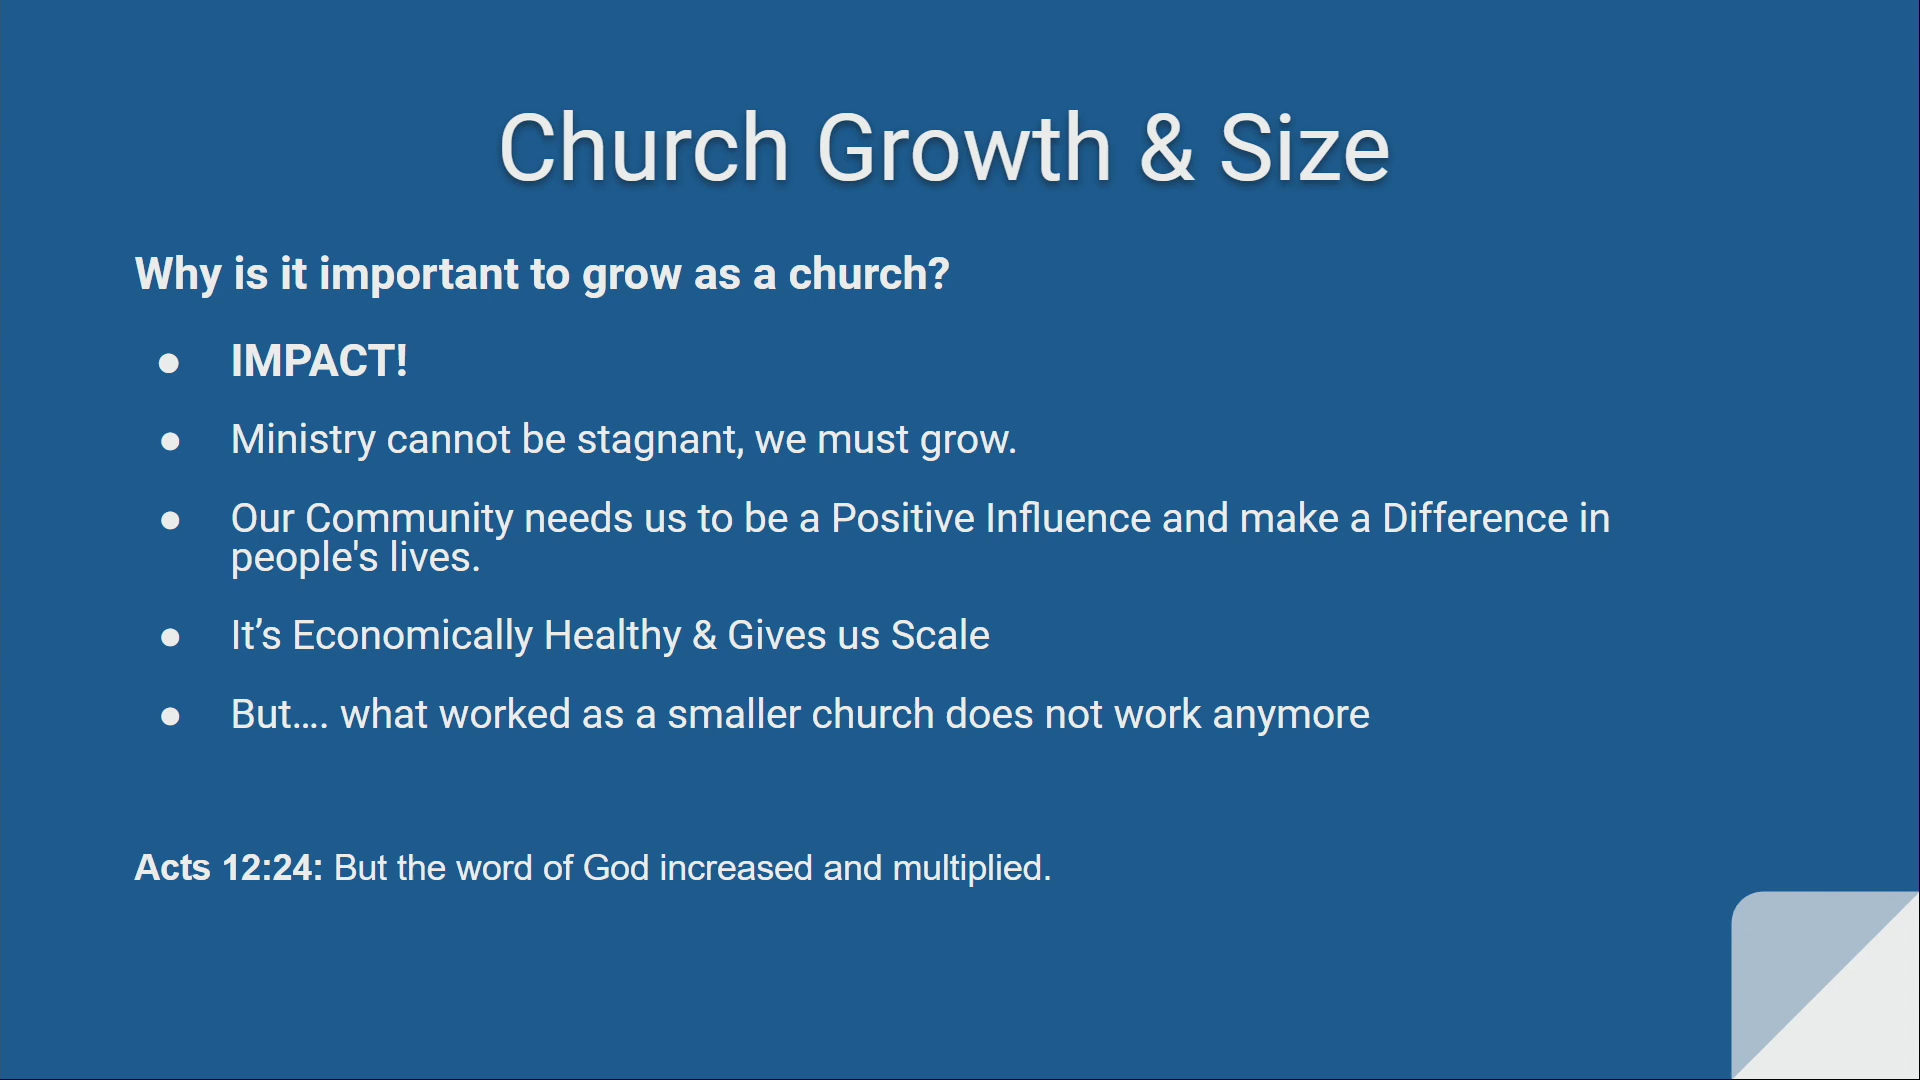 Church Growth & Size
Why is it important to grow as a church?
● IMPACT!
● Ministry cannot be stagnant, we must grow.
● Our Community needs us to be a Positive Influence and make a Difference in
people's lives.
● It’s Economically Healthy & Gives us Scale
● But.... what worked as a smaller church does not work anymore
Acts 12:24: But the word of God increased and multiplied.